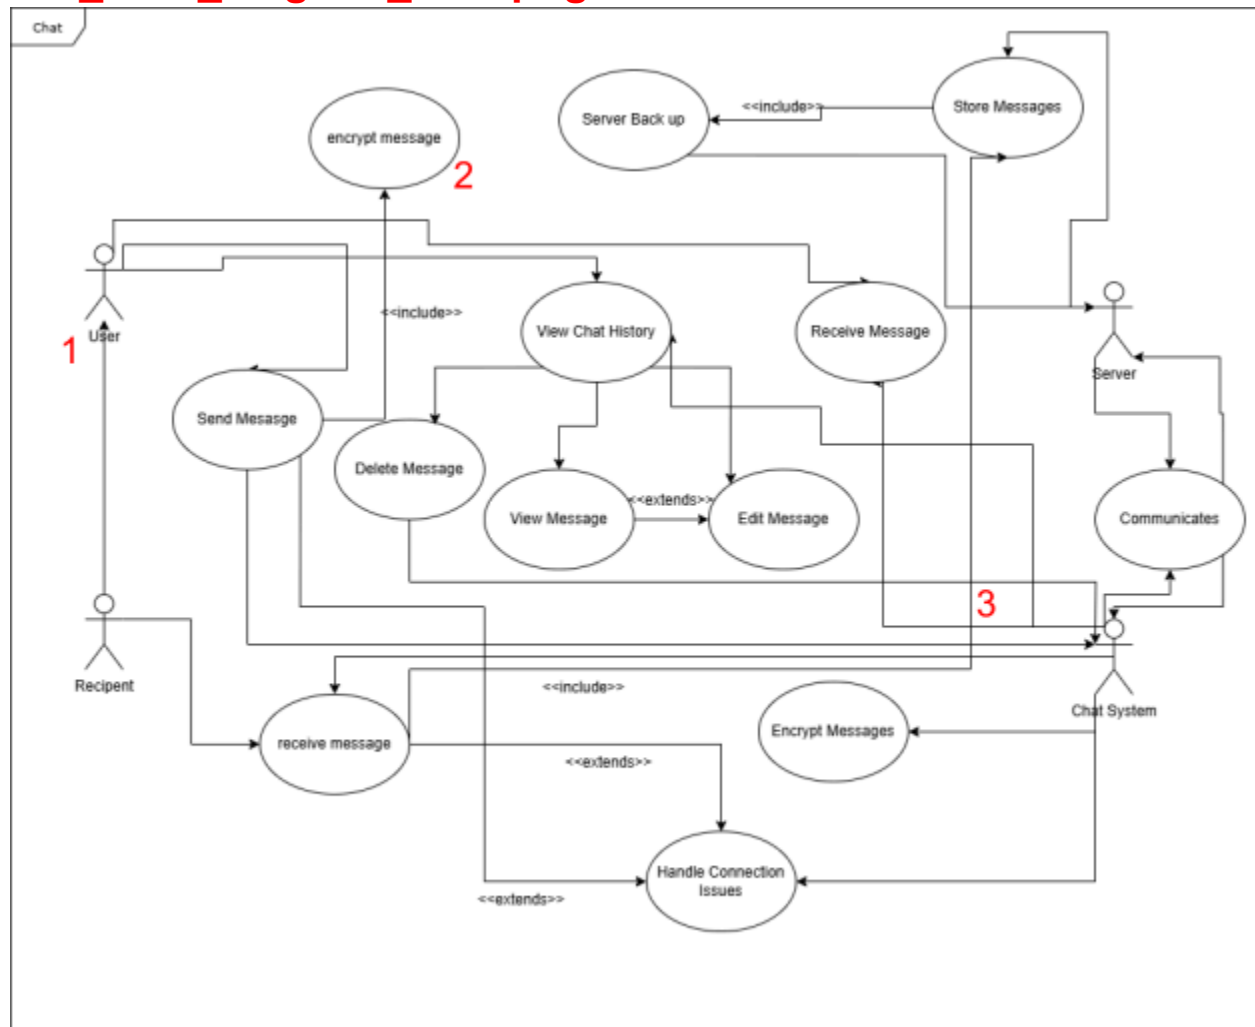 Chat
Store Messages
<<include>>
Server Back up
encrypt message
2
<<include>>
View Chat History
Receive Message
User
1
Server
Send Mesasge
Delete Message
<<extends>>
View Message
Edit Message
Communicates
3
Recipent
<<include>>
Chat System
Encrypt Messages
receive message
<<extends>>
Handle Connection
Issues
<<extends>>